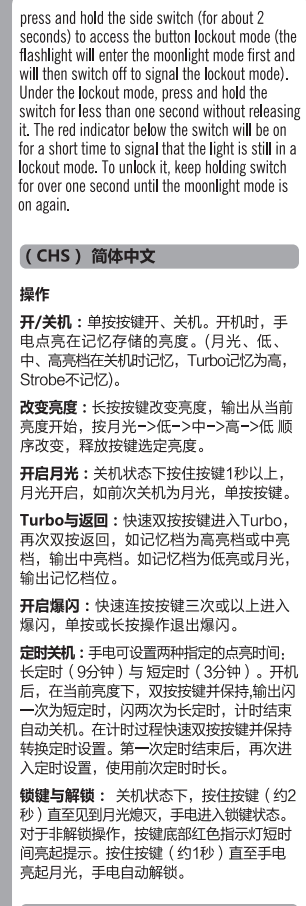 press and hold the side switch (for about 2
seconds) to access the button lockout mode (the
flashlight will enter the moonlight mode first and
will then switch off to signal the lockout mode).
Under the lockout mode, press and hold the
switch for less than one second without releasing
it. The red indicator below the switch will be on
for a short time to signal that the light is still in a
lockout mode. To unlock it, keep holding switch
for over one second until the moonlight mode is
on again.
（CHS）简体中文
操作
开/关机：单按按键开、关机。开机时，手
电点亮在记忆存储的亮度。(月光、低、
中、高亮档在关机时记忆，Turbo记忆为高，
Strobe不记忆)。
改变亮度：长按按键改变亮度，输出从当前
亮度开始，按月光->低->中->高->低 顺
序改变，释放按键选定亮度。
开启月光：关机状态下按住按键1秒以上，
月光开启，如前次关机为月光，单按按键。
Turbo与返回：快速双按按键进入Turbo，
再次双按返回，如记忆档为高亮档或中亮
档，输出中亮档。如记忆档为低亮或月光，
输出记忆档位。
开启爆闪：快速连按按键三次或以上进入
爆闪，单按或长按操作退出爆闪。
定时关机：手电可设置两种指定的点亮时间；
长定时（9分钟）与 短定时（3分钟）。开机
后，在当前亮度下，双按按键并保持,输出闪
一次为短定时，闪两次为长定时，计时结束
自动关机。在计时过程快速双按按键并保持
转换定时设置。第一次定时结束后，再次进
入定时设置，使用前次定时时长。
锁键与解锁： 关机状态下，按住按键（约2
秒）直至见到月光熄灭，手电进入锁键状态。
对于非解锁操作，按键底部红色指示灯短时
间亮起提示。按住按键（约1秒）直至手电
亮起月光，手电自动解锁。